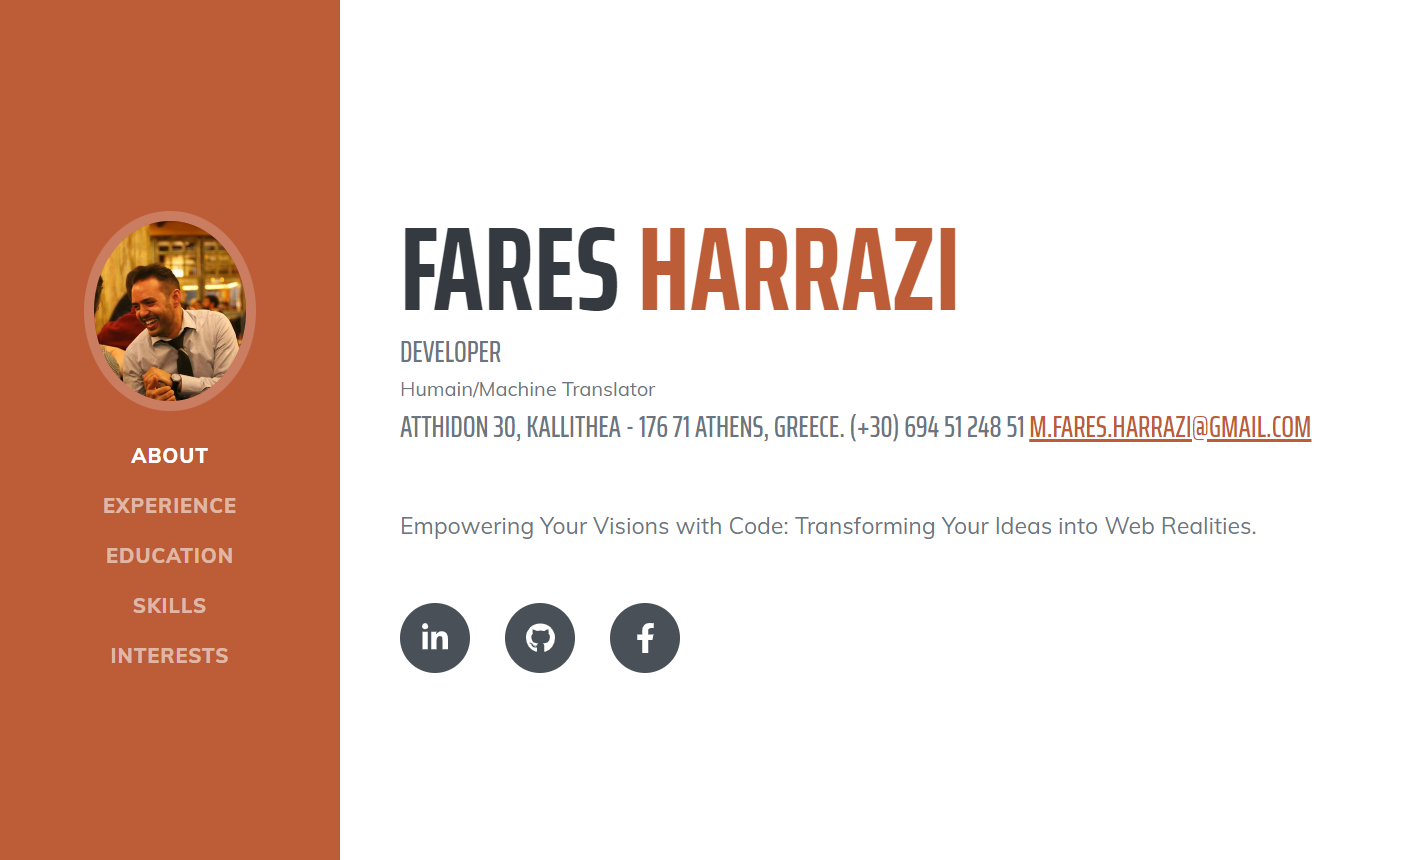 ABOUT
EXPERIENCE
EDUCATION
SKILLS
INTERESTS
FARES HARRAZI
DEVELOPER
Humain/Machine Translator
ATTHIDON 30, KALLITHEA - 176 71 ATHENS, GREECE. (+30) 694 51 248 51 M.FARES.HARRAZI@GMAIL.COM
Empowering Your Visions with Code: Transforming Your Ideas into Web Realities.